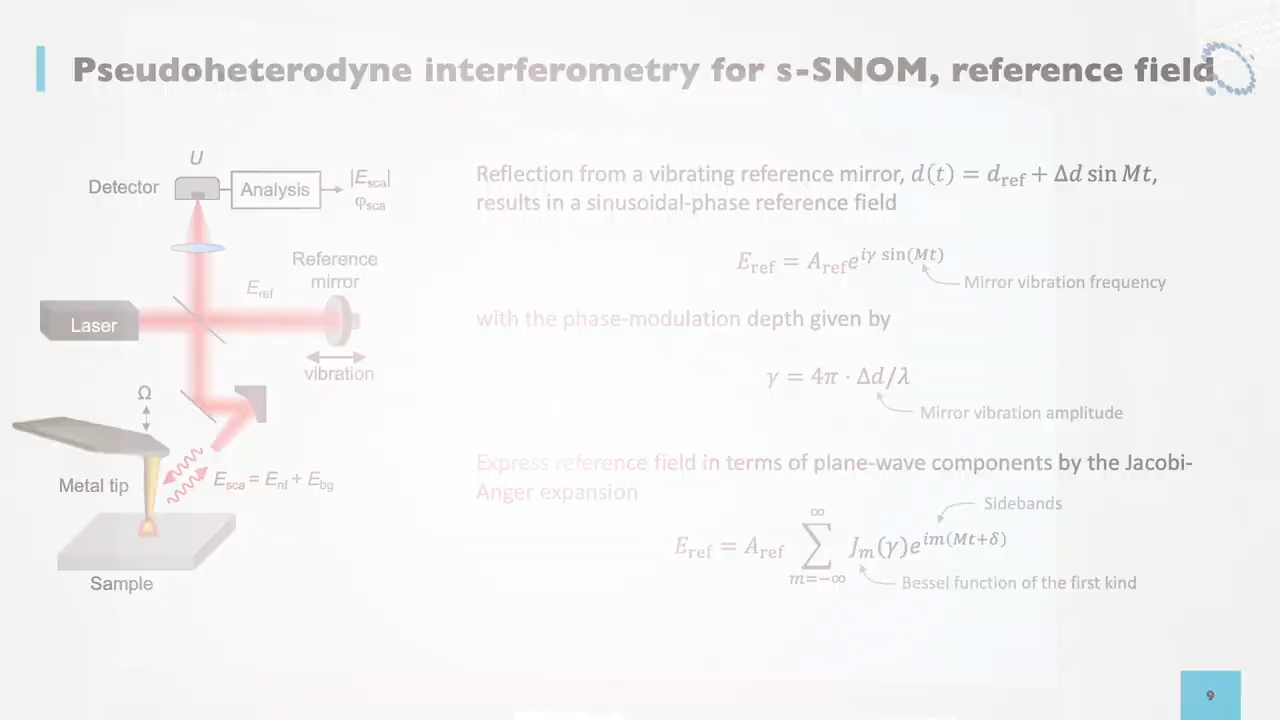 Pseudoheterodyne interferometry for s-SNOM, reference field
U
Detector
Analysis
|E_sca|
φ_sca
Reference
mirror
E_ref
Laser
vibration
Ω
Metal tip
E_sca = E_nf + E_bg
Sample
Reflection from a vibrating reference mirror, d(t) = d_ref + Δd sin Mt,
results in a sinusoidal-phase reference field
E_ref = A_ref e^{iγ sin(Mt)}
Mirror vibration frequency
with the phase-modulation depth given by
γ = 4π · Δd/λ
Mirror vibration amplitude
Express reference field in terms of plane-wave components by the Jacobi-
Anger expansion
Sidebands
E_ref = A_ref ∑_{m=−∞}^{∞} J_m(γ)e^{im(Mt+δ)}
Bessel function of the first kind
9